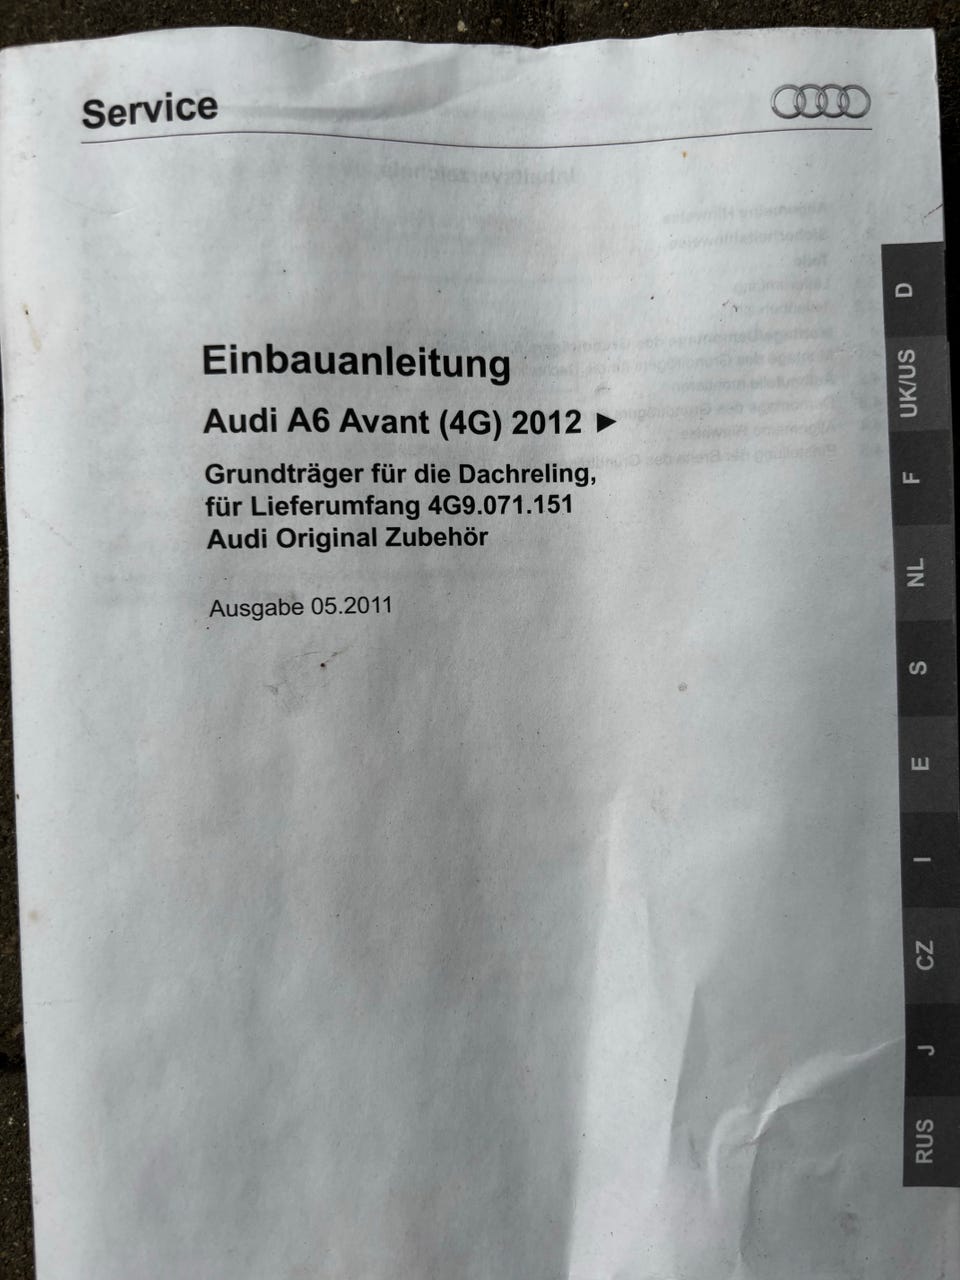 Service
Einbauanleitung
Audi A6 Avant (4G) 2012 ►
Grundträger für die Dachreling,
für Lieferumfang 4G9.071.151
Audi Original Zubehör
Ausgabe 05.2011
D
UK/US
F
NL
S
E
I
CZ
J
RUS